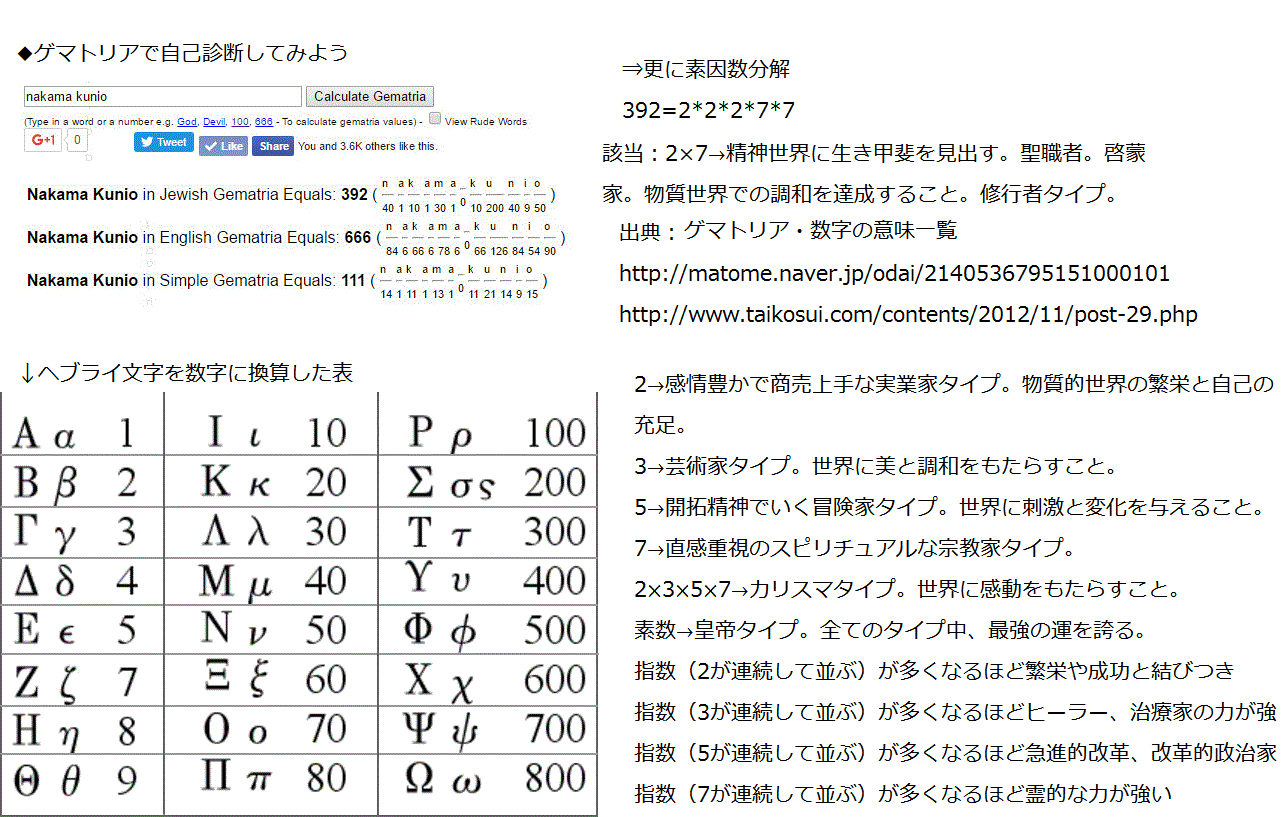 ◆ゲマトリアで自己診断してみよう
nakama kunio
Calculate Gematria
(Type in a word or a number e.g. God, Devil, 100, 666 - To calculate gematria values) - View Rude Words
G+1 0 Tweet Like Share You and 3.6K others like this.
Nakama Kunio in Jewish Gematria Equals: 392 (
n a k a m a _ k u n i o
40 1 10 1 30 1 0 10 200 40 9 50 )
Nakama Kunio in English Gematria Equals: 666 (
n a k a m a _ k u n i o
84 6 66 6 78 6 0 66 126 84 54 90 )
Nakama Kunio in Simple Gematria Equals: 111 (
n a k a m a _ k u n i o
14 1 11 1 13 1 0 11 21 14 9 15 )
⇒更に素因数分解
392=2*2*2*7*7
該当：2×7→精神世界に生き甲斐を見出す。聖職者。啓蒙
家。物質世界での調和を達成すること。修行者タイプ。
出典：ゲマトリア・数字の意味一覧
http://matome.naver.jp/odai/2140536795151000101
http://www.taikosui.com/contents/2012/11/post-29.php
↓ヘブライ文字を数字に換算した表
Α α 1 Ι ι 10 Ρ ρ 100
Β β 2 Κ κ 20 Σ σς 200
Γ γ 3 Λ λ 30 Τ τ 300
Δ δ 4 Μ μ 40 Υ υ 400
Ε ϵ 5 Ν ν 50 Φ ϕ 500
Ζ ζ 7 Ξ ξ 60 Χ χ 600
Η η 8 Ο ο 70 Ψ ψ 700
Θ θ 9 Π π 80 Ω ω 800
2→感情豊かで商売上手な実業家タイプ。物質的世界の繁栄と自己の
充足。
3→芸術家タイプ。世界に美と調和をもたらすこと。
5→開拓精神でいく冒険家タイプ。世界に刺激と変化を与えること。
7→直感重視のスピリチュアルな宗教家タイプ。
2×3×5×7→カリスマタイプ。世界に感動をもたらすこと。
素数→皇帝タイプ。全てのタイプ中、最強の運を誇る。
指数（2が連続して並ぶ）が多くなるほど繁栄や成功と結びつき
指数（3が連続して並ぶ）が多くなるほどヒーラー、治療家の力が強
指数（5が連続して並ぶ）が多くなるほど急進的改革、改革的政治家
指数（7が連続して並ぶ）が多くなるほど霊的な力が強い